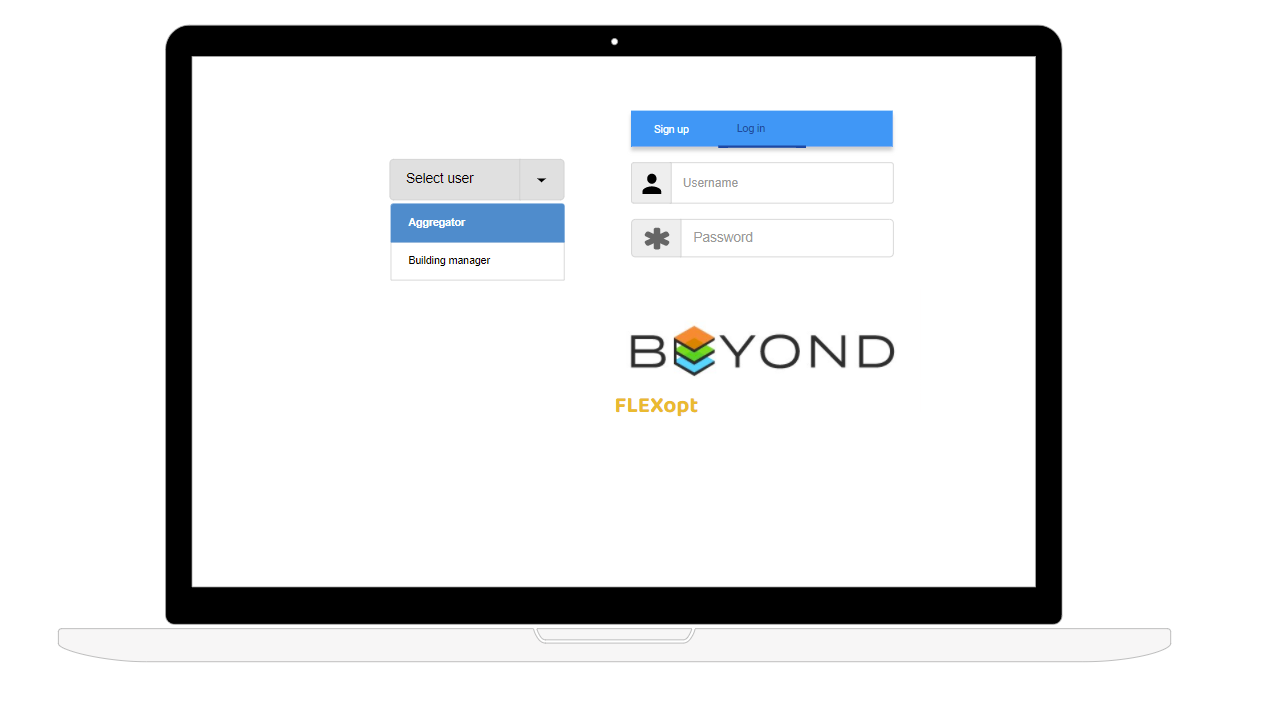 Sign up
Log in
Select user
Username
Aggregator
Password
Building manager
BEYOND
FLEXopt